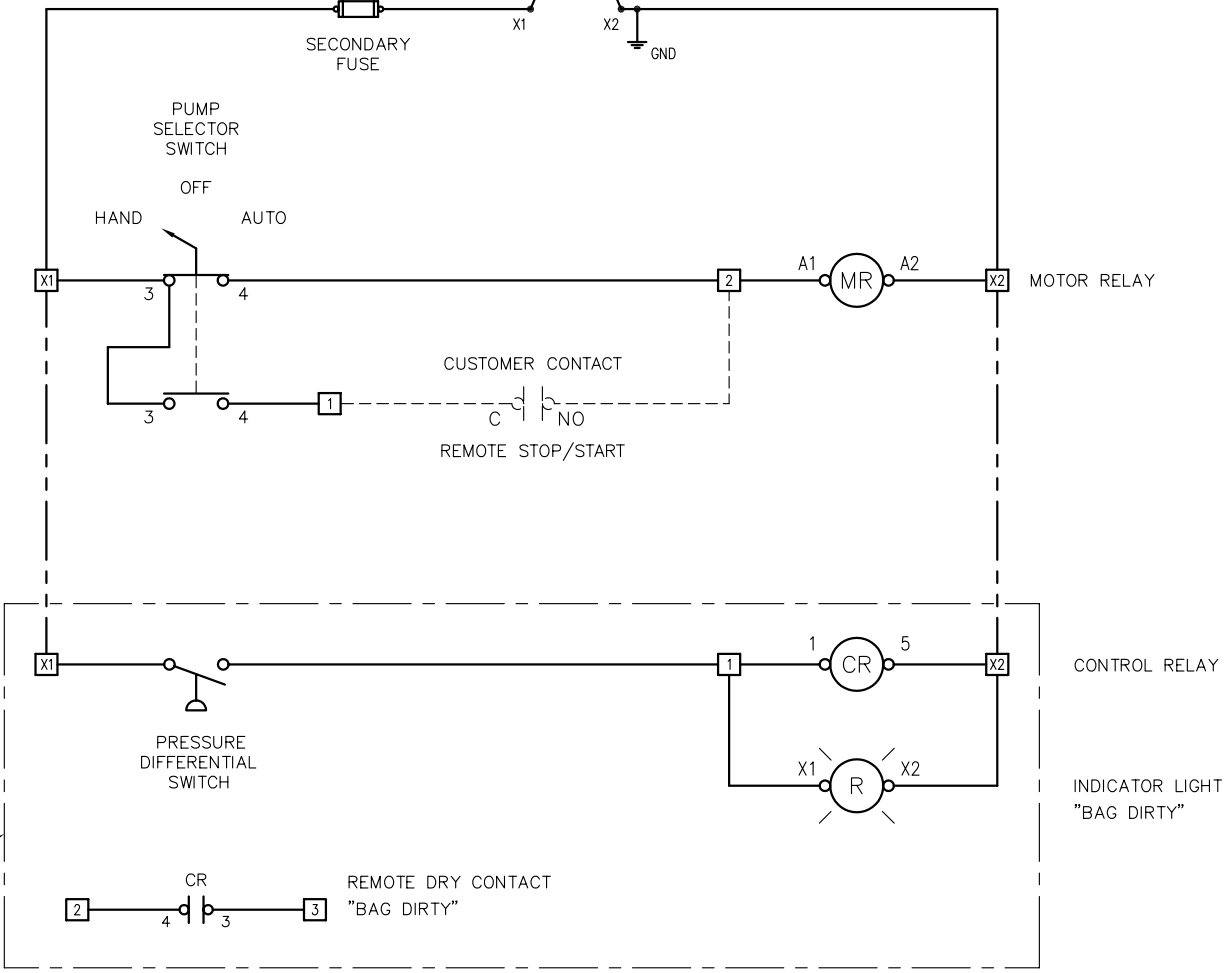 X1
X2
SECONDARY
FUSE
GND
PUMP
SELECTOR
SWITCH
OFF
HAND
AUTO
X1
3
4
2
A1
MR
A2
X2
MOTOR RELAY
CUSTOMER CONTACT
3
4
1
C
NO
REMOTE STOP/START
X1
1
1
CR
5
X2
CONTROL RELAY
PRESSURE
DIFFERENTIAL
SWITCH
X1
R
X2
INDICATOR LIGHT
"BAG DIRTY"
CR
2
4
3
3
REMOTE DRY CONTACT
"BAG DIRTY"